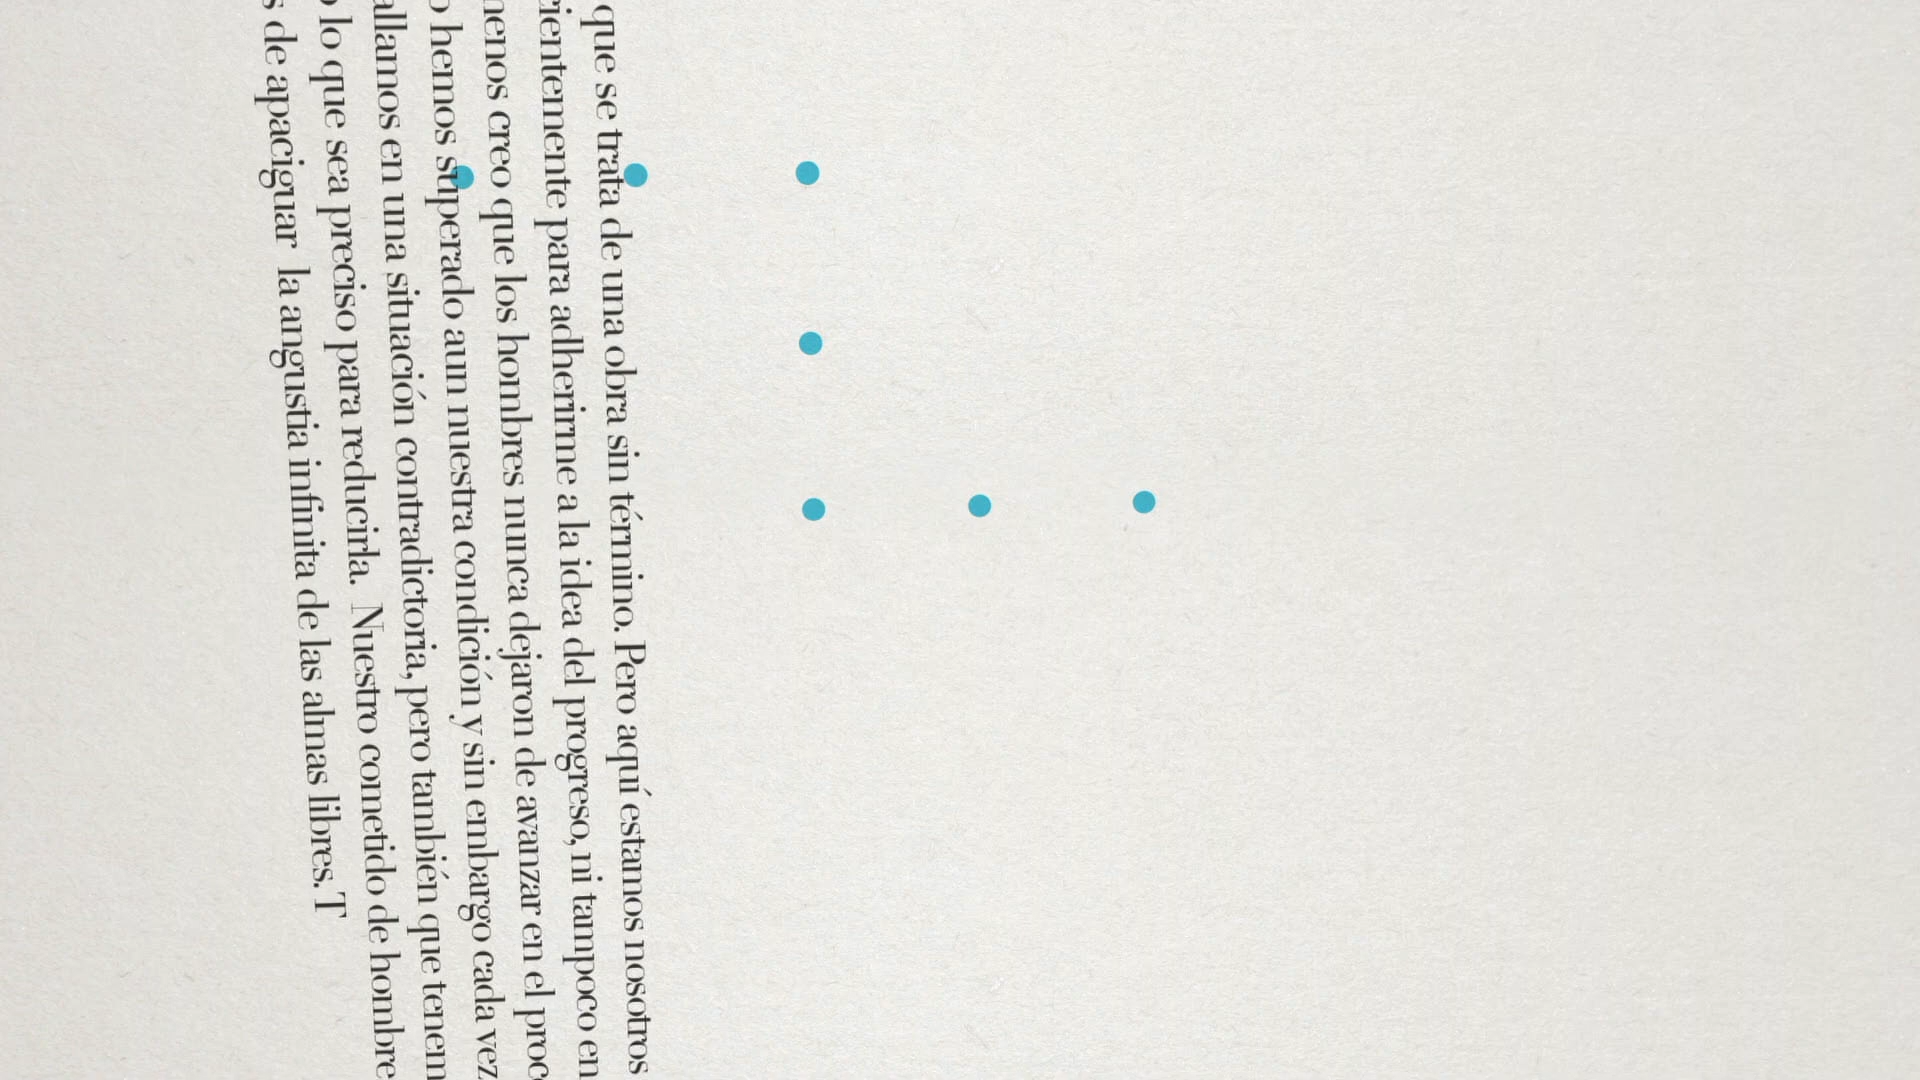 que se trata de una obra sin término. Pero aquí estamos nosotros
cientemente para adherirme a la idea del progreso, ni tampoco en
menos creo que los hombres nunca dejaron de avanzar en el proc
o hemos superado aun nuestra condición y sin embargo cada vez
allamos en una situación contradictoria, pero también que tenem
o lo que sea preciso para reducirla. Nuestro cometido de hombre
s de apaciguar la angustia infinita de las almas libres. T